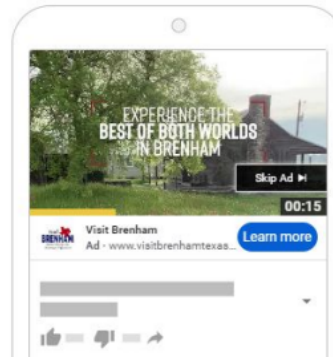 EXPERIENCE THE
BEST OF BOTH WORLDS
IN BRENHAM
Skip Ad
00:15
BRENHAM
Visit Brenham
Ad · www.visitbrenhamtexas...
Learn more